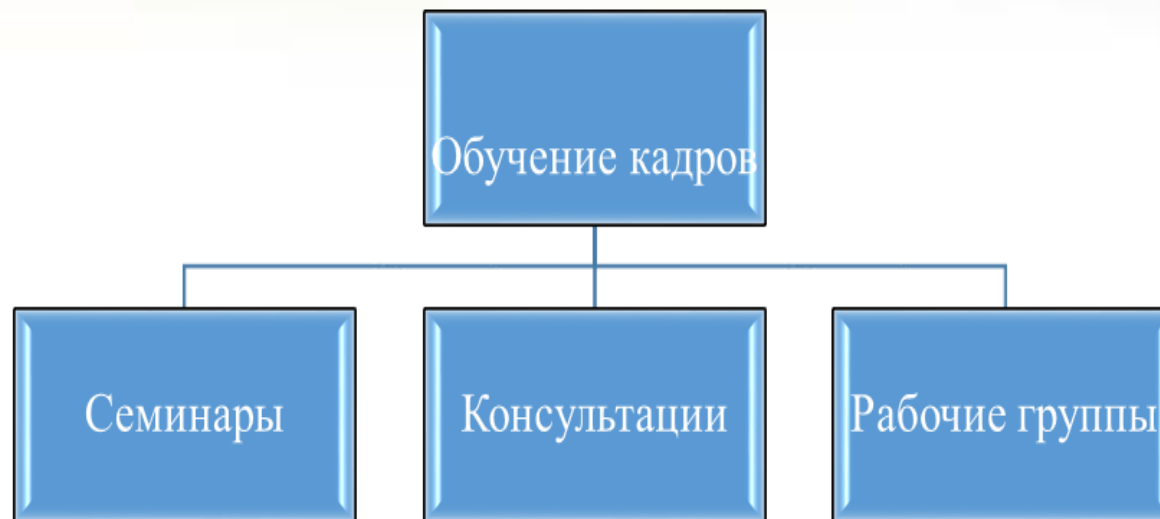 Обучение кадров
Семинары
Консультации
Рабочие группы